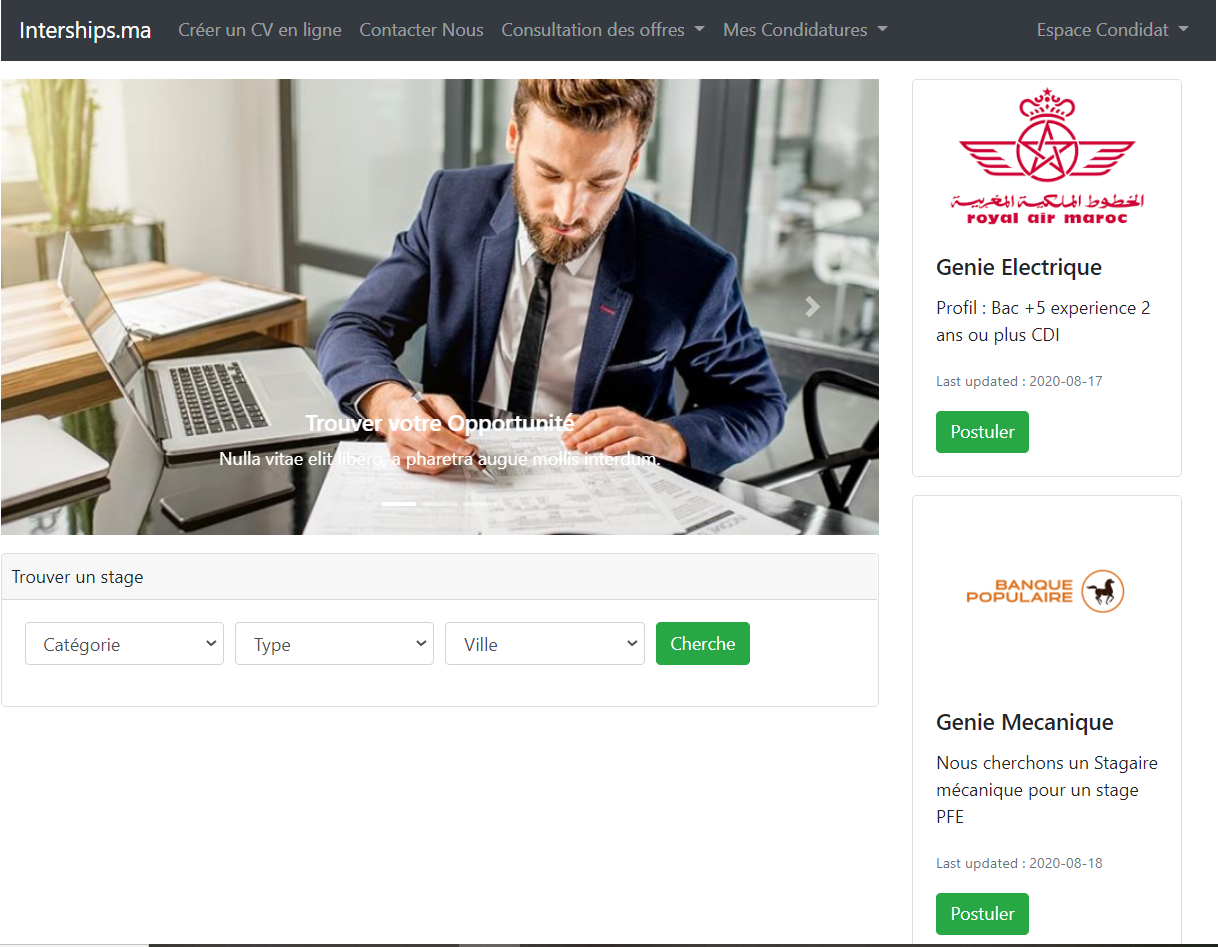 Interships.ma Créer un CV en ligne Contacter Nous Consultation des offres Mes Condidatures Espace Condidat
Trouver votre Opportunité
Nulla vitae elit libero, a pharetra augue mollis interdum.
Trouver un stage
Catégorie Type Ville Cherche
الخطوط الملكية المغربية
royal air maroc
Genie Electrique
Profil : Bac +5 experience 2
ans ou plus CDI
Last updated : 2020-08-17
Postuler
BANQUE
POPULAIRE
Genie Mecanique
Nous cherchons un Stagaire
mécanique pour un stage
PFE
Last updated : 2020-08-18
Postuler